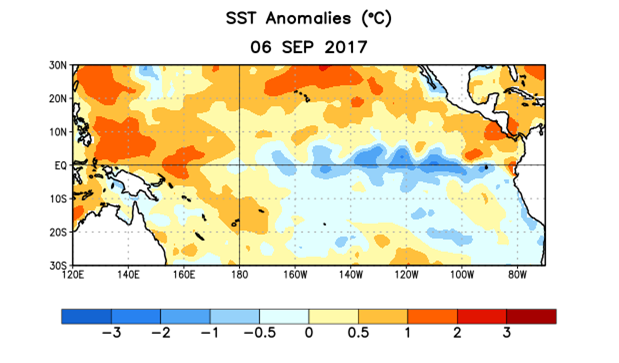 SST Anomalies (°C)
06 SEP 2017
30N
20N
10N
EQ
10S
20S
30S
120E 140E 160E 180 160W 140W 120W 100W 80W
−3 −2 −1 −0.5 0 0.5 1 2 3